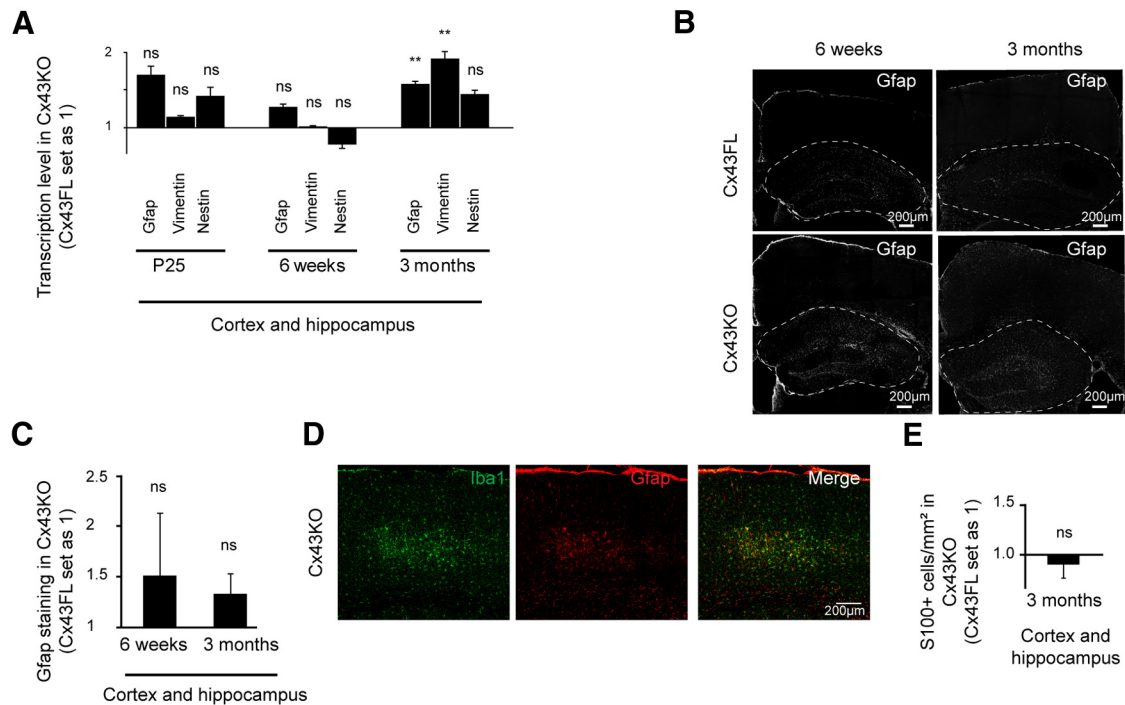 A
Transcription level in Cx43KO
(Cx43FL set as 1)
2
1
ns
ns
ns
ns
ns
ns
**
**
ns
Gfap
Vimentin
Nestin
Gfap
Vimentin
Nestin
Gfap
Vimentin
Nestin
P25
6 weeks
3 months
Cortex and hippocampus
B
6 weeks
3 months
Cx43FL
Gfap
200µm
Gfap
200µm
Cx43KO
Gfap
200µm
Gfap
200µm
C
Gfap staining in Cx43KO
(Cx43FL set as 1)
2.5
2
1.5
1
ns
ns
6 weeks
3 months
Cortex and hippocampus
D
Cx43KO
Iba1
Gfap
Merge
200µm
E
S100+ cells/mm² in
Cx43KO
(Cx43FL set as 1)
1.5
1.0
ns
3 months
Cortex and
hippocampus